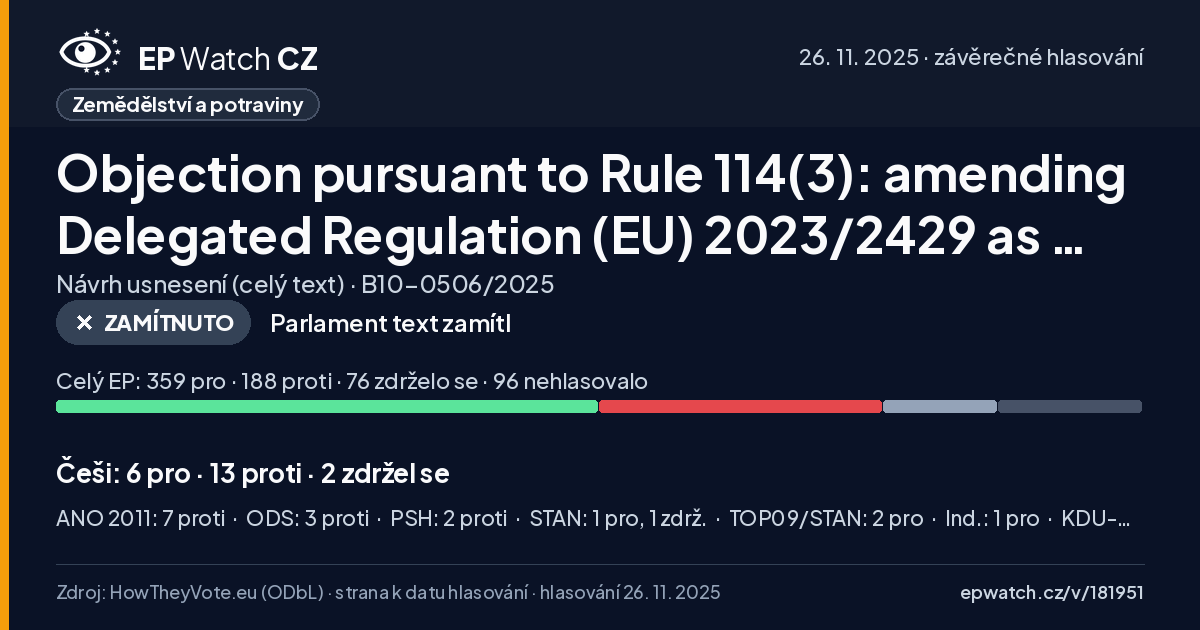 EP Watch CZ
26. 11. 2025 · závěrečné hlasování
Zemědělství a potraviny
Objection pursuant to Rule 114(3): amending
Delegated Regulation (EU) 2023/2429 as ...
Návrh usnesení (celý text) · B10-0506/2025
× ZAMÍTNUTO
Parlament text zamítl
Celý EP: 359 pro · 188 proti · 76 zdrželo se · 96 nehlasovalo
Češi: 6 pro · 13 proti · 2 zdržel se
ANO 2011: 7 proti · ODS: 3 proti · PSH: 2 proti · STAN: 1 pro, 1 zdrž. · TOP09/STAN: 2 pro · Ind.: 1 pro · KDU-...
Zdroj: HowTheyVote.eu (ODbL) · strana k datu hlasování · hlasování 26. 11. 2025
epwatch.cz/v/181951